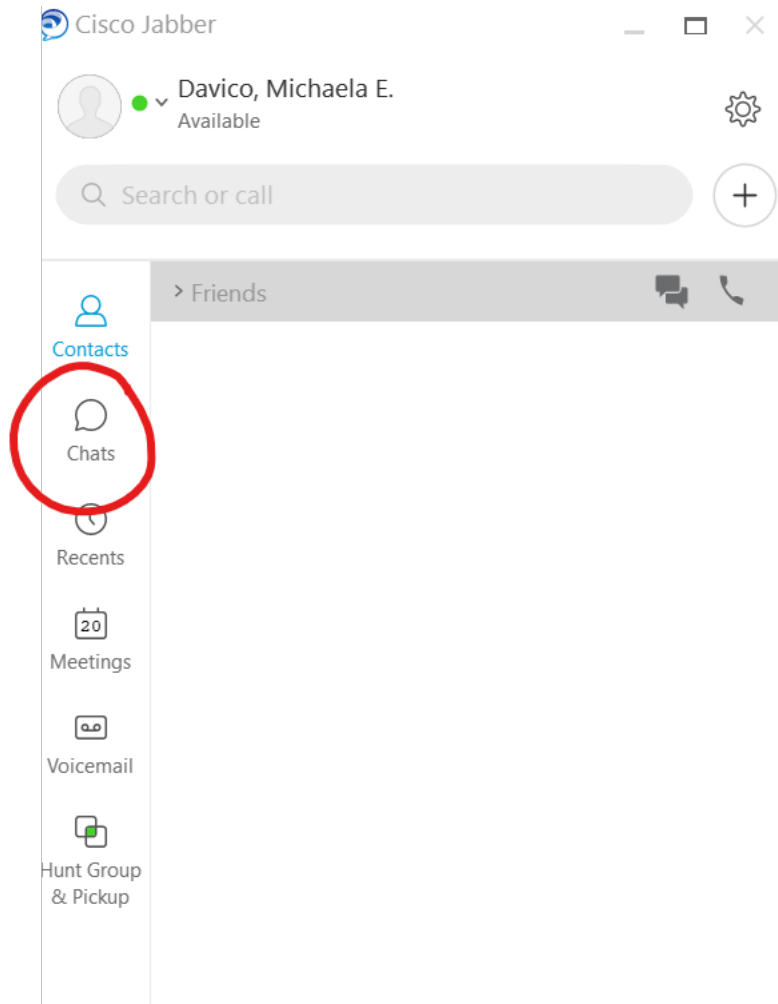 Cisco Jabber
Davico, Michaela E.
Available
Search or call
Friends
Contacts
Chats
Recents
20
Meetings
Voicemail
Hunt Group
& Pickup